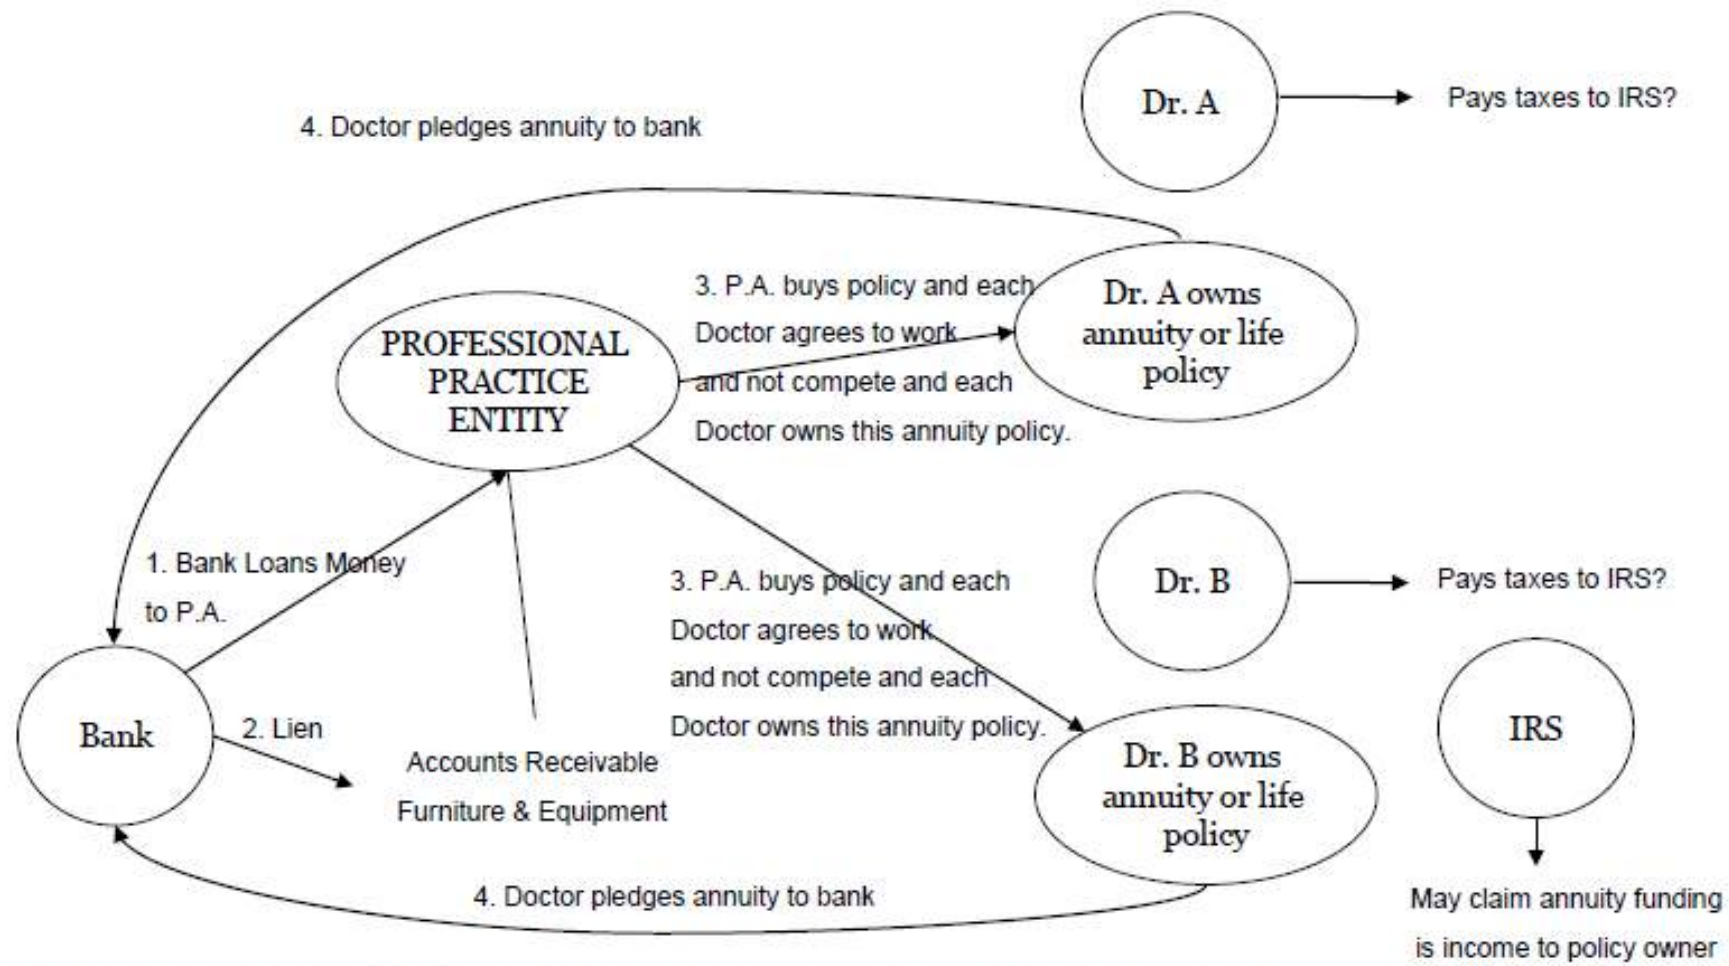 Dr. A
Pays taxes to IRS?
4. Doctor pledges annuity to bank
3. P.A. buys policy and each
Doctor agrees to work
and not compete and each
Doctor owns this annuity policy.
Dr. A owns
annuity or life
policy
PROFESSIONAL
PRACTICE
ENTITY
1. Bank Loans Money
to P.A.
3. P.A. buys policy and each
Doctor agrees to work
and not compete and each
Doctor owns this annuity policy.
Dr. B
Pays taxes to IRS?
Bank
2. Lien
Accounts Receivable
Furniture & Equipment
Dr. B owns
annuity or life
policy
IRS
4. Doctor pledges annuity to bank
May claim annuity funding
is income to policy owner